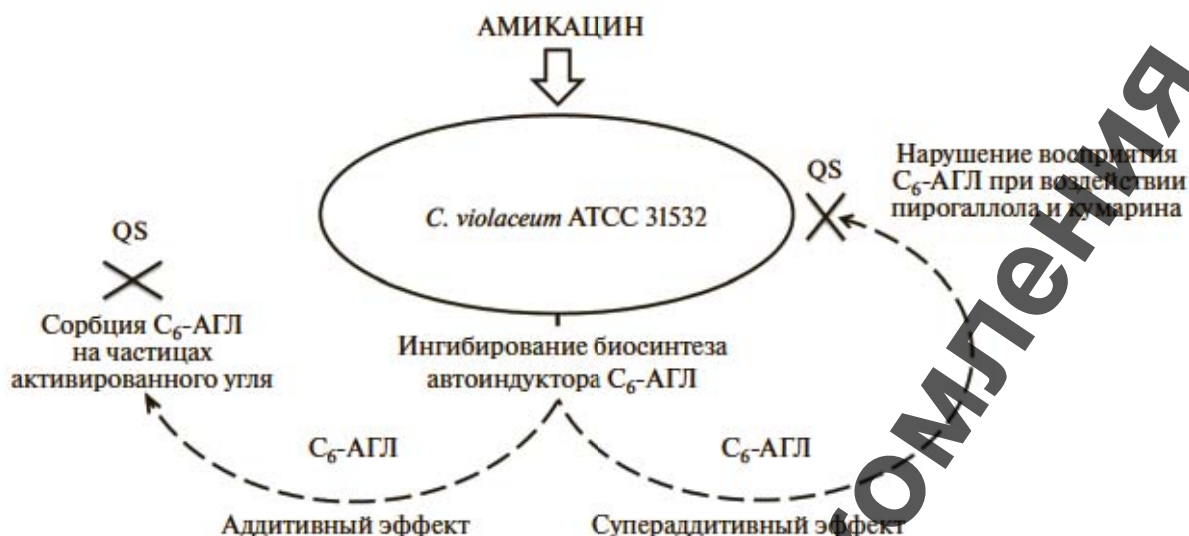 АМИКАЦИН
QS
Нарушение восприятия
C₆-АГЛ при воздействии
пирогаллола и кумарина
C. violaceum ATCC 31532
QS
Сорбция C₆-АГЛ
на частицах
активированного угля
Ингибирование биосинтеза
автоиндуктора C₆-АГЛ
C₆-АГЛ
C₆-АГЛ
Аддитивный эффект
Супераддитивный эффект
омления